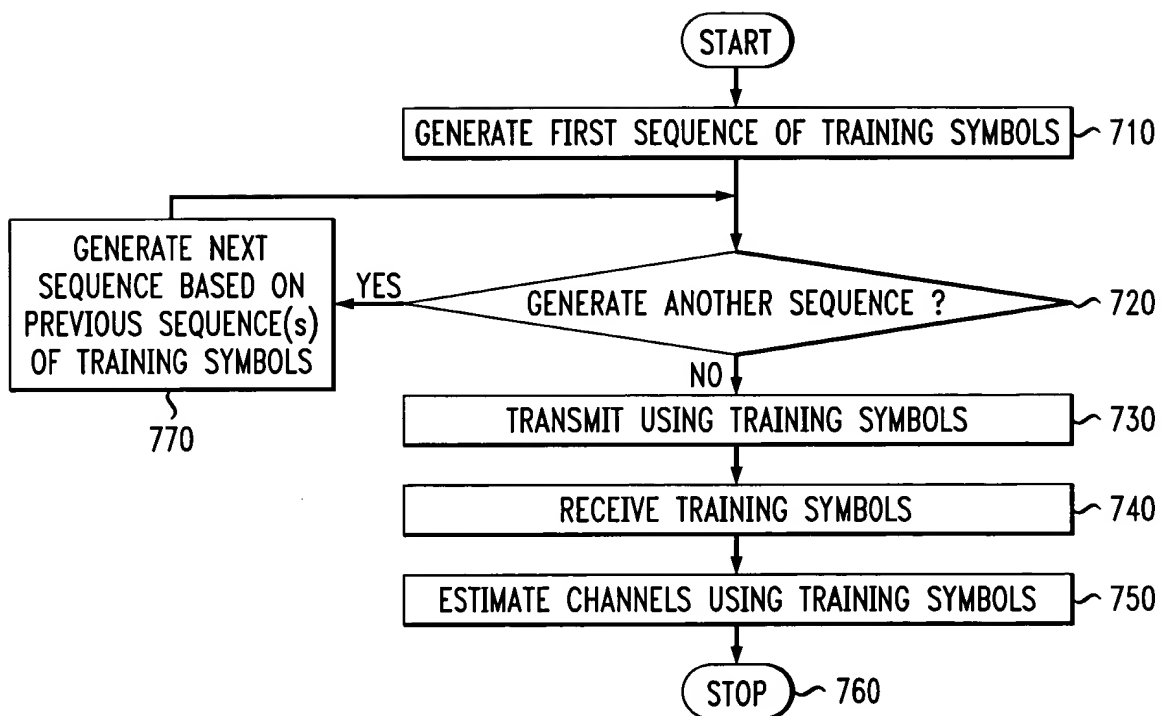 START
GENERATE FIRST SEQUENCE OF TRAINING SYMBOLS
710
GENERATE NEXT
SEQUENCE BASED ON
PREVIOUS SEQUENCE(s)
OF TRAINING SYMBOLS
770
YES
GENERATE ANOTHER SEQUENCE ?
720
NO
TRANSMIT USING TRAINING SYMBOLS
730
RECEIVE TRAINING SYMBOLS
740
ESTIMATE CHANNELS USING TRAINING SYMBOLS
750
STOP
760